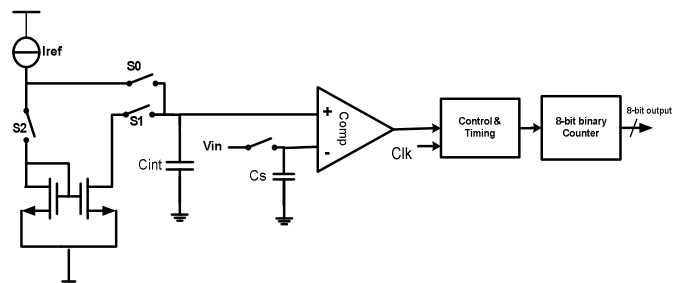 Iref
S0
S2
S1
Cint
Vin
Cs
+
-
Comp
Clk
Control &
Timing
8-bit binary
Counter
8-bit output